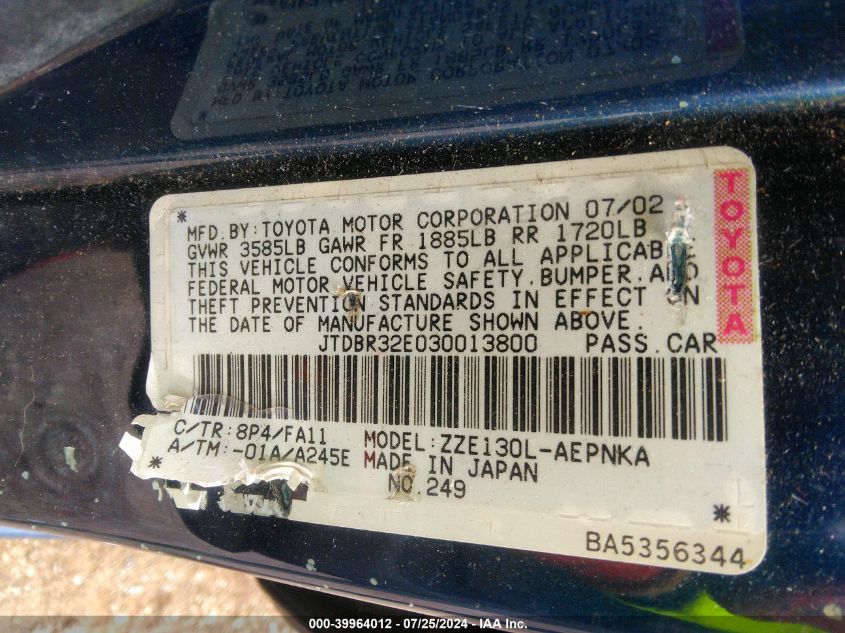 MFD.BY:TOYOTA MOTOR CORPORATION 07/02
GVWR 3585LB GAWR FR 1885LB RR 1720LB
THIS VEHICLE CONFORMS TO ALL APPLICABLE
FEDERAL MOTOR VEHICLE SAFETY.BUMPER.AND
THEFT PREVENTION STANDARDS IN EFFECT ON
THE DATE OF MANUFACTURE SHOWN ABOVE.
JTDBR32E030013800 PASS.CAR
TOYOTA
C/TR:8P4/FA11 MODEL:ZZE130L-AEPNKA
A/TM:-01A/A245E MADE IN JAPAN
NO.249
BA5356344
000-39964012 / 07/25/2024 - IAA Inc.